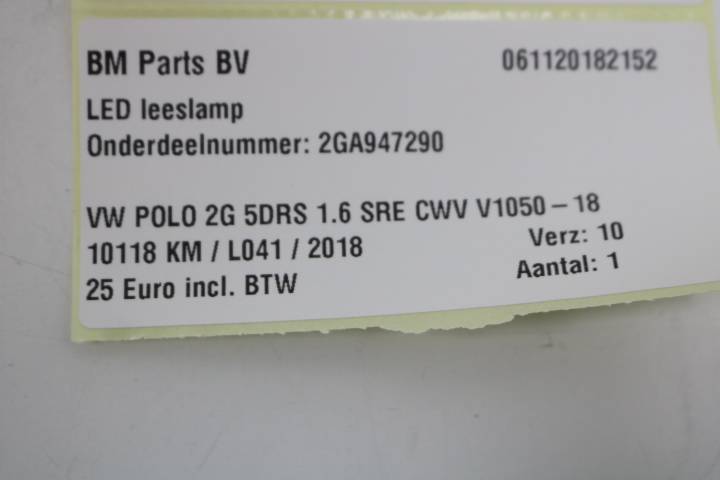 BM Parts BV 061120182152
LED leeslamp
Onderdeelnummer: 2GA947290
VW POLO 2G 5DRS 1.6 SRE CWV V1050-18
10118 KM / L041 / 2018 Verz: 10
25 Euro incl. BTW Aantal: 1